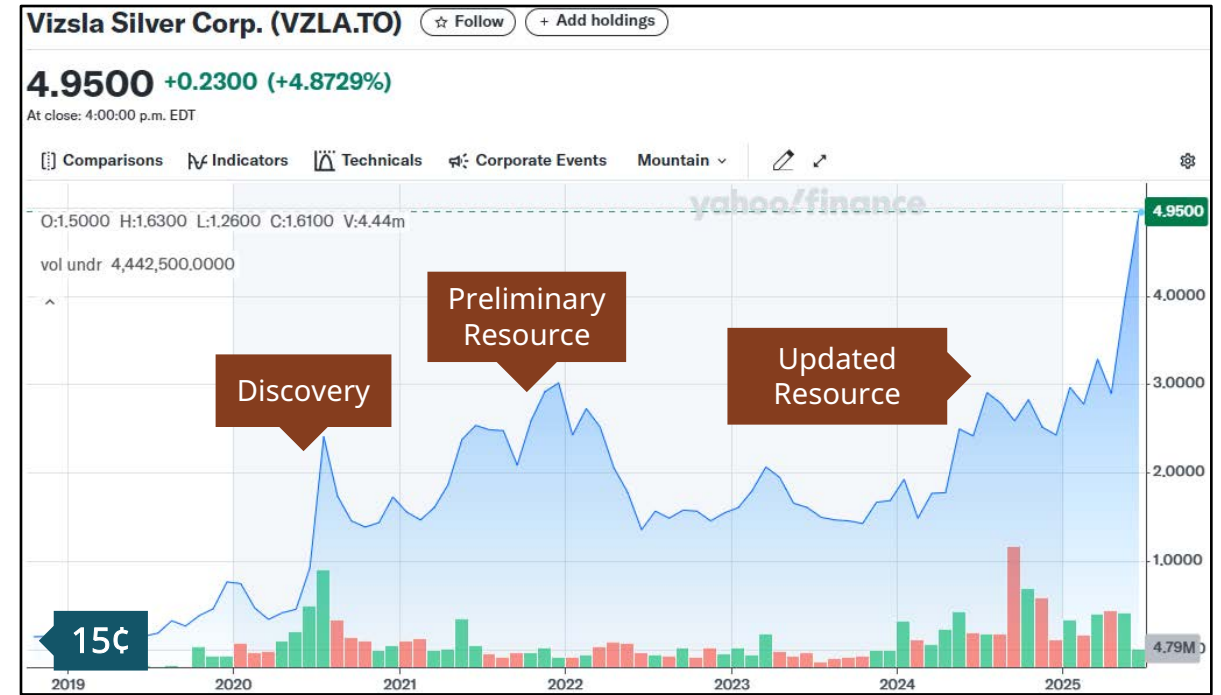 Vizsla Silver Corp. (VZLA.TO) ☆ Follow + Add holdings
4.9500 +0.2300 (+4.8729%)
At close: 4:00:00 p.m. EDT
Comparisons Indicators Technicals Corporate Events Mountain
yahoo/finance
O:1.5000 H:1.6300 L:1.2600 C:1.6100 V:4.44m
4.9500
vol undr 4,442,500.0000
4.0000
Preliminary
Resource
Updated
Resource
3.0000
Discovery
2.0000
1.0000
15¢
4.79M
2019 2020 2021 2022 2023 2024 2025